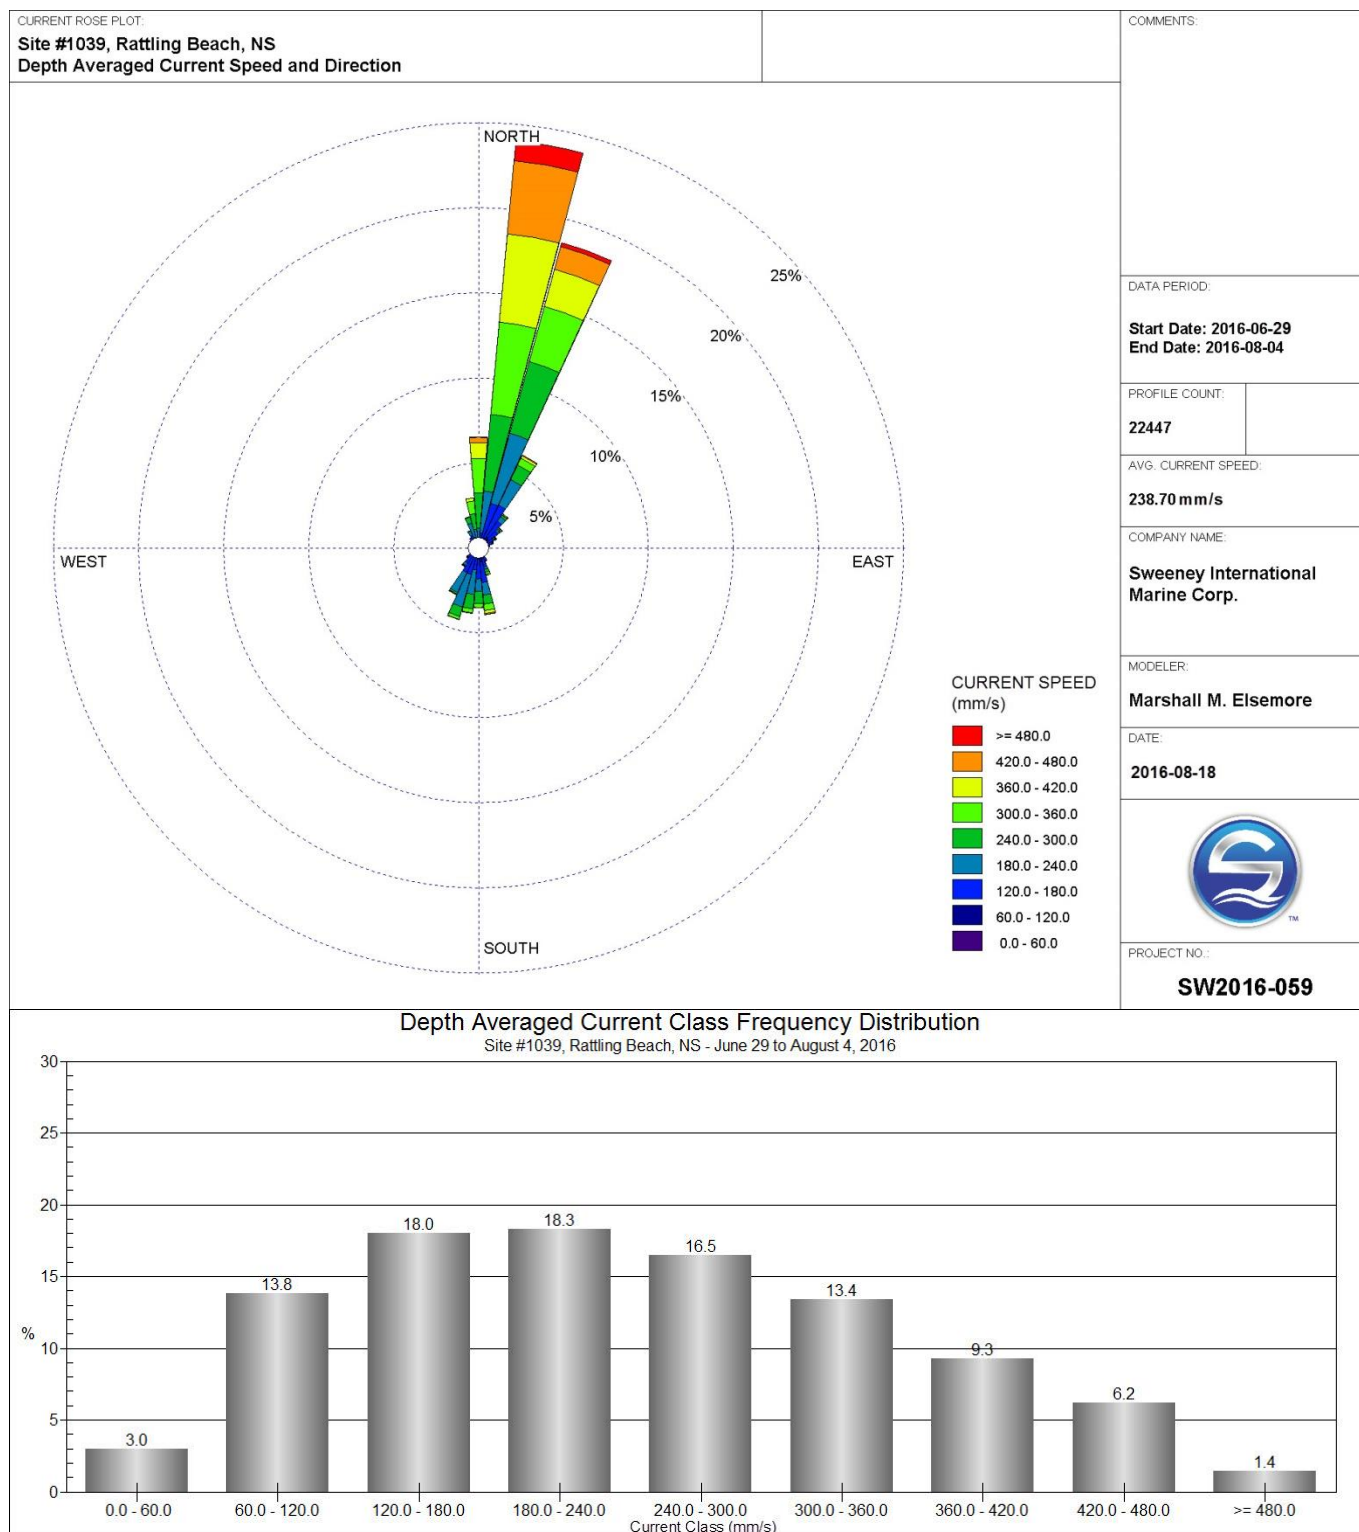 CURRENT ROSE PLOT:
Site #1039, Rattling Beach, NS
Depth Averaged Current Speed and Direction
NORTH
25%
20%
15%
10%
5%
WEST
EAST
SOUTH
CURRENT SPEED
(mm/s)
>= 480.0
420.0 - 480.0
360.0 - 420.0
300.0 - 360.0
240.0 - 300.0
180.0 - 240.0
120.0 - 180.0
60.0 - 120.0
0.0 - 60.0
COMMENTS:
DATA PERIOD:
Start Date: 2016-06-29
End Date: 2016-08-04
PROFILE COUNT:
22447
AVG. CURRENT SPEED:
238.70 mm/s
COMPANY NAME:
Sweeney International
Marine Corp.
MODELER:
Marshall M. Elsemore
DATE:
2016-08-18
TM
PROJECT NO.:
SW2016-059
Depth Averaged Current Class Frequency Distribution
Site #1039, Rattling Beach, NS - June 29 to August 4, 2016
30
25
20
15
10
5
0
%
3.0
13.8
18.0
18.3
16.5
13.4
9.3
6.2
1.4
0.0 - 60.0
60.0 - 120.0
120.0 - 180.0
180.0 - 240.0
240.0 - 300.0
300.0 - 360.0
360.0 - 420.0
420.0 - 480.0
>= 480.0
Current Class (mm/s)